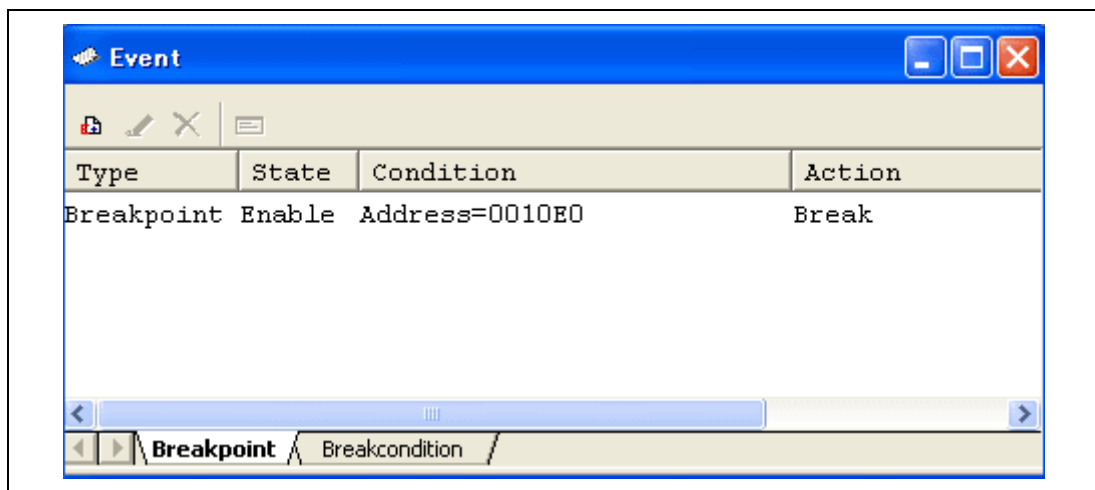 Event
Type State Condition Action
Breakpoint Enable Address=0010E0 Break
Breakpoint Breakcondition